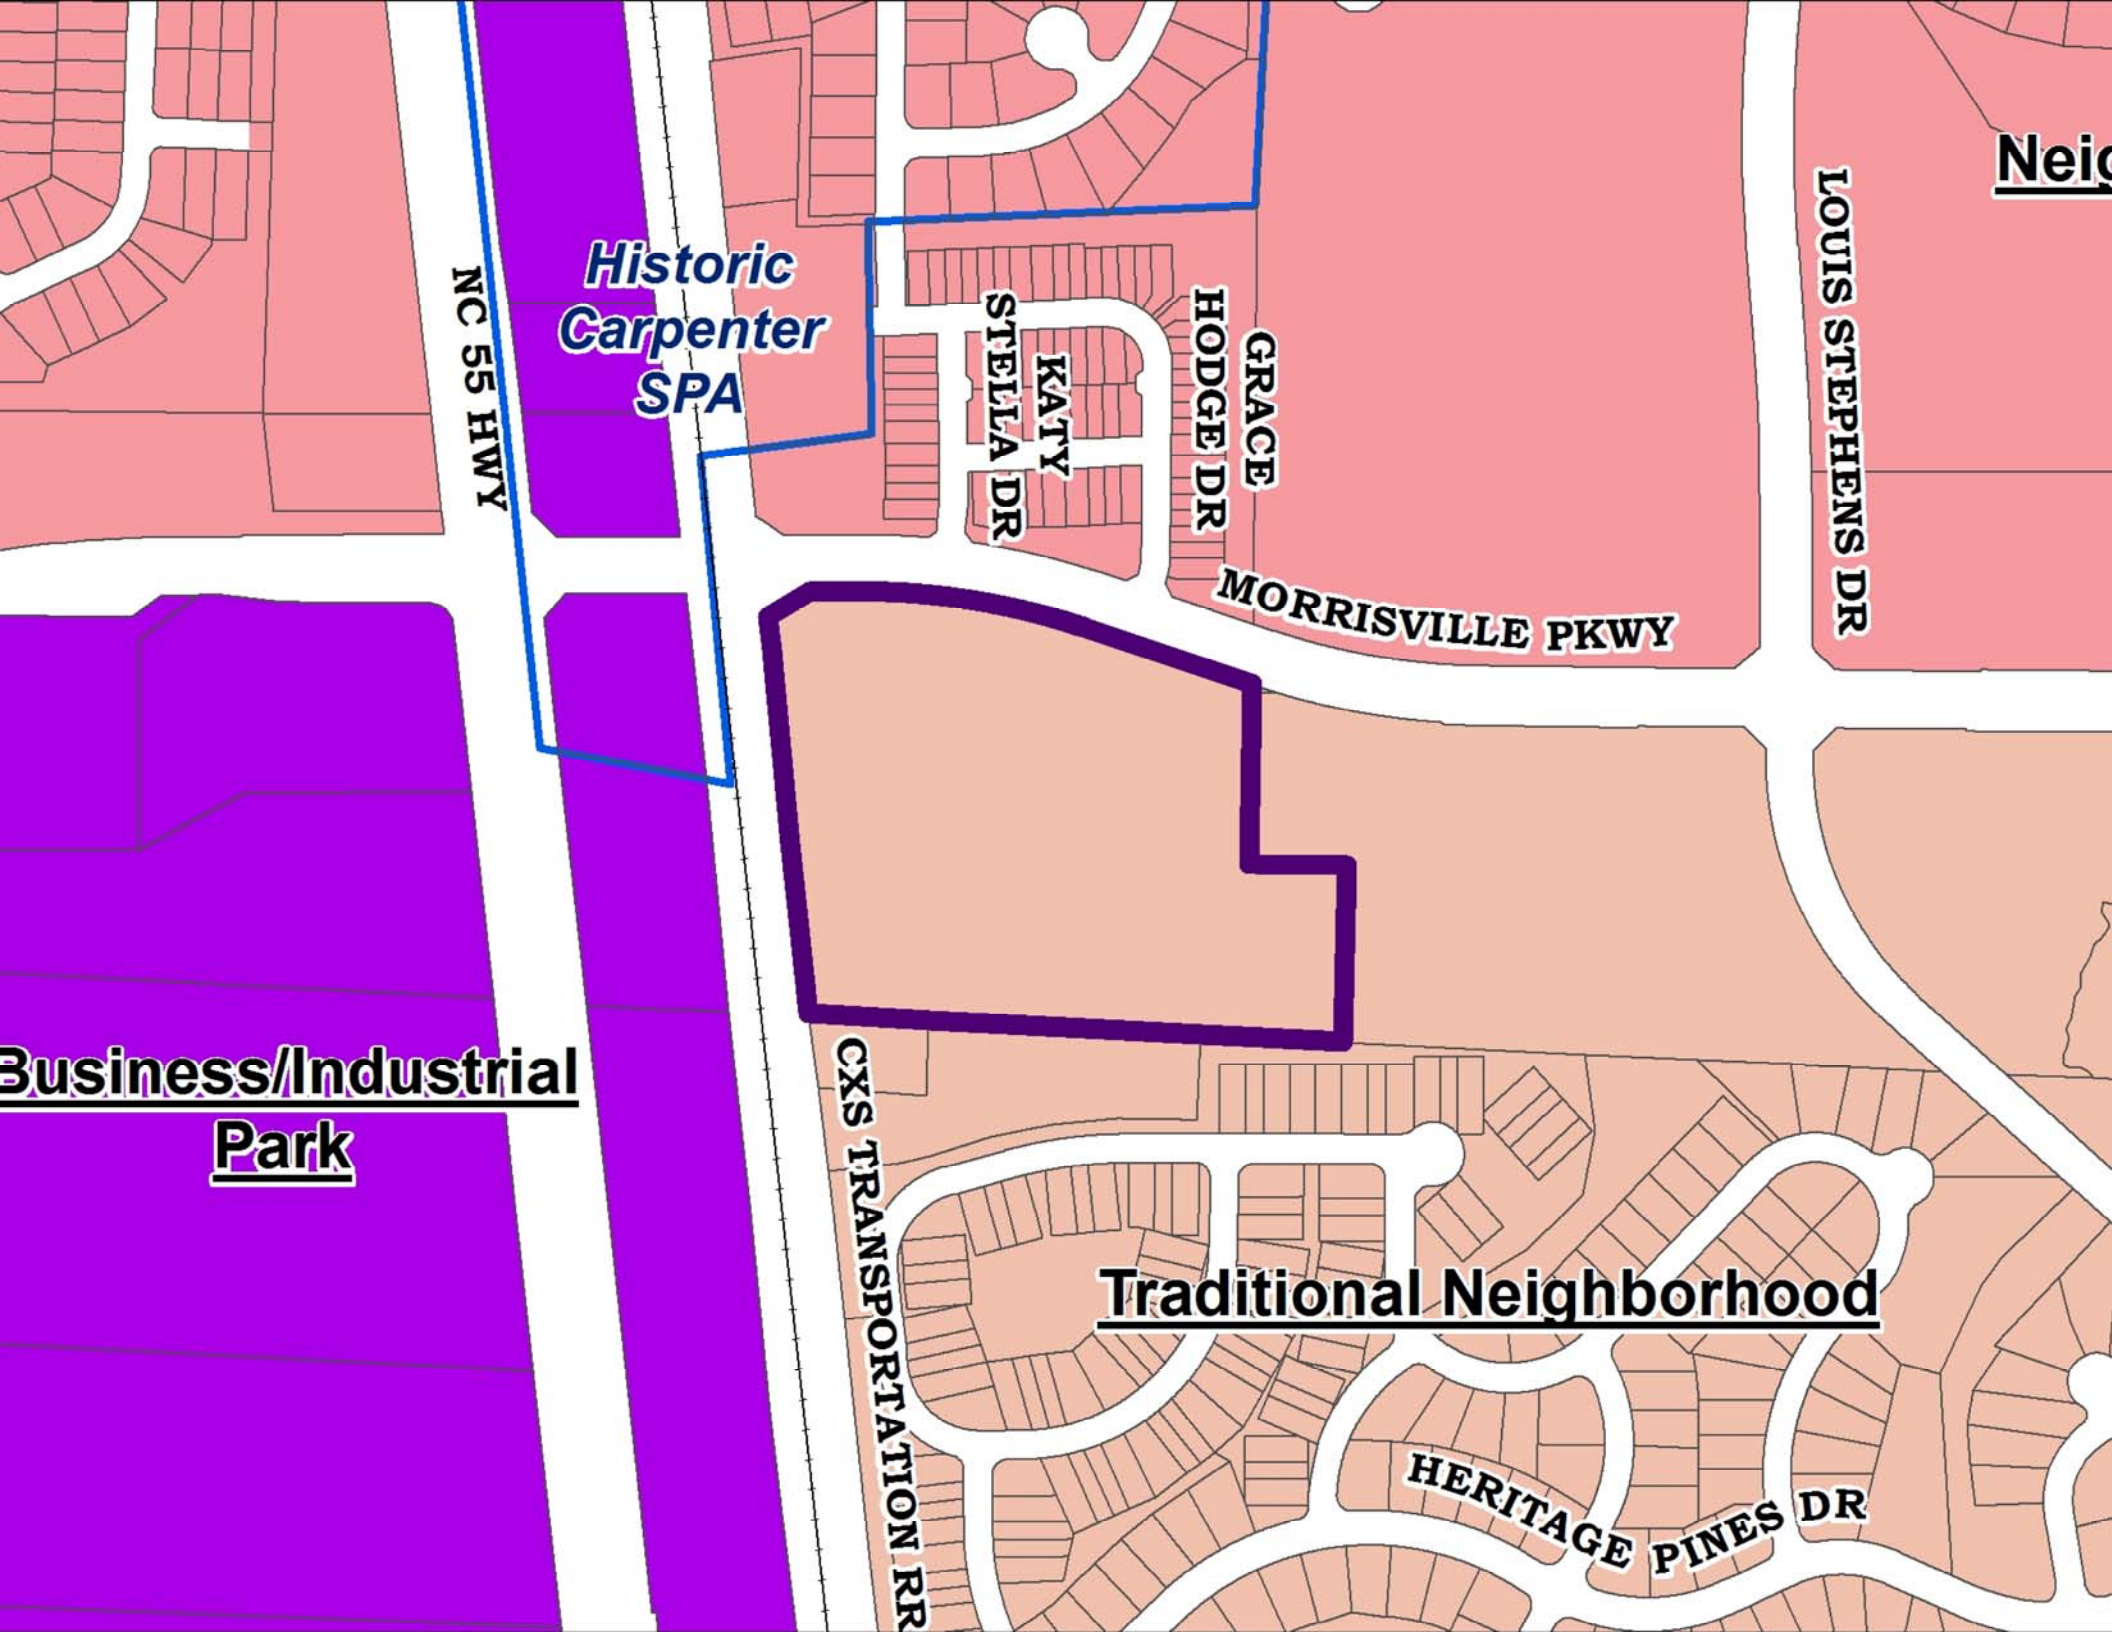 Neig
Historic
Carpenter
SPA
NC 55 HWY
STELLA DR
KATY
HODGE DR
GRACE
LOUIS STEPHENS DR
MORRISVILLE PKWY
Business/Industrial
Park
CXS TRANSPORTATION RR
Traditional Neighborhood
HERITAGE PINES DR